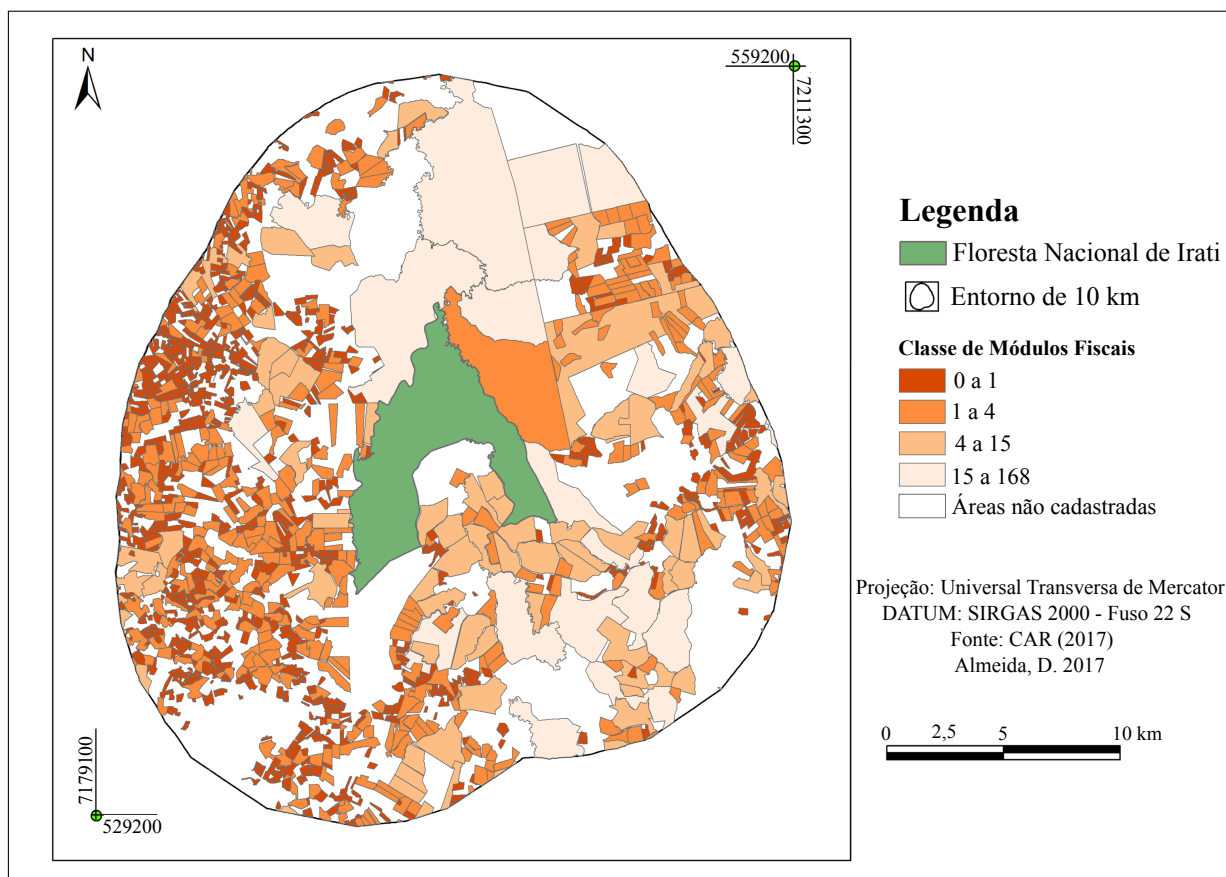 N
559200
7211300
7179100
529200
Legenda
Floresta Nacional de Irati
Entorno de 10 km
Classe de Módulos Fiscais
0 a 1
1 a 4
4 a 15
15 a 168
Áreas não cadastradas
Projeção: Universal Transversa de Mercator
DATUM: SIRGAS 2000 - Fuso 22 S
Fonte: CAR (2017)
Almeida, D. 2017
0 2,5 5 10 km